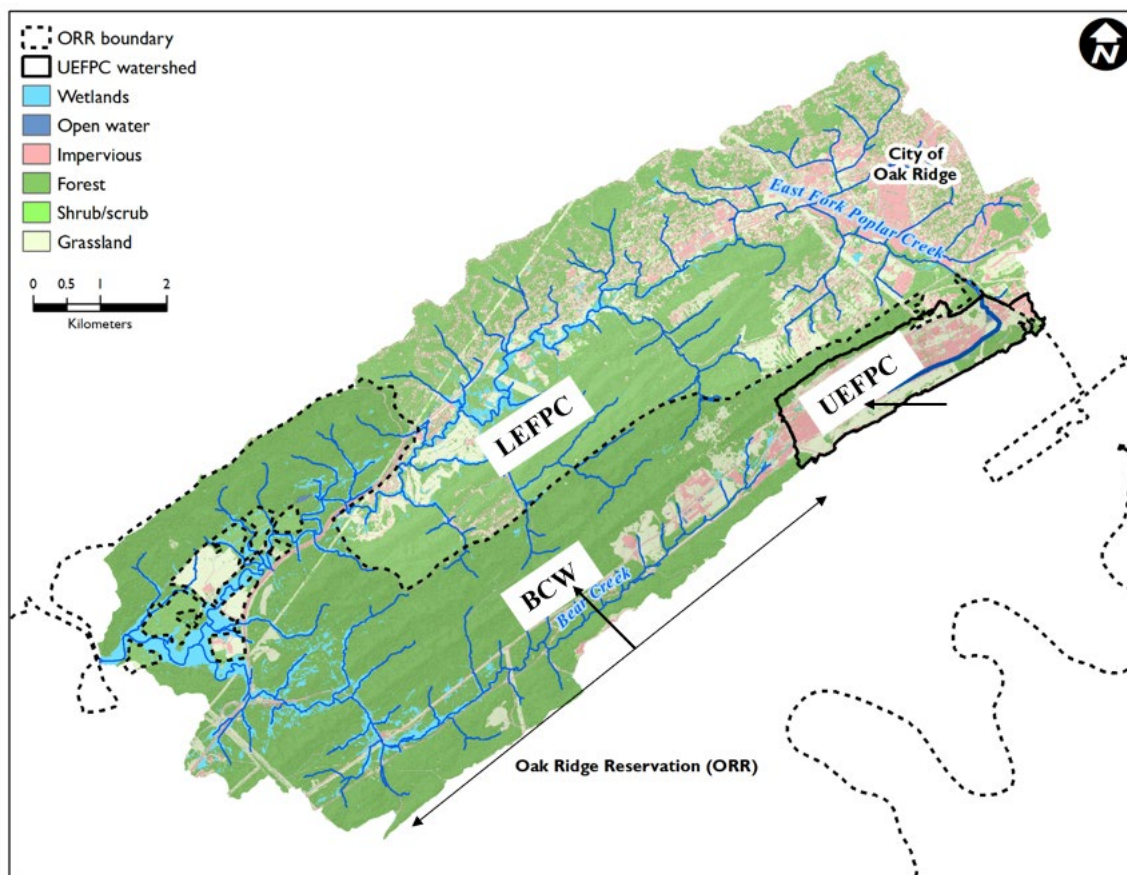 ORR boundary
UEFPC watershed
Wetlands
Open water
Impervious
Forest
Shrub/scrub
Grassland
0 0.5 1 2
Kilometers
N
City of
Oak Ridge
East Fork Poplar Creek
UEFPC
LEFPC
BCW
Bear Creek
Oak Ridge Reservation (ORR)